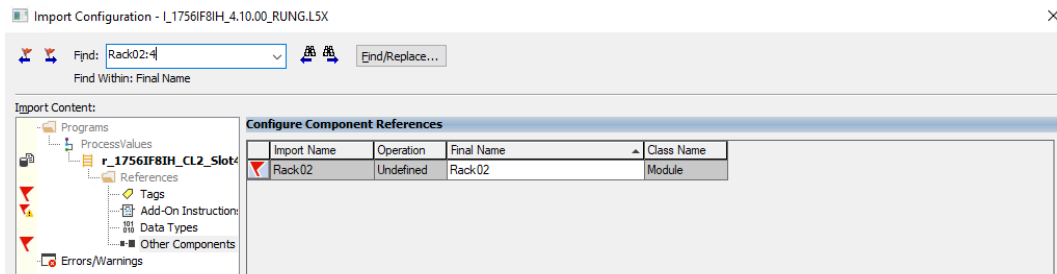 Import Configuration - I_1756IF8IH_4.10.00_RUNG.L5X
Find: Rack02:4
Find/Replace...
Find Within: Final Name
Import Content:
Programs
ProcessValues
r_1756IF8IH_CL2_Slot4
References
Tags
Add-On Instruction
Data Types
Other Components
Errors/Warnings
Configure Component References
Import Name Operation Final Name Class Name
Rack02 Undefined Rack02 Module